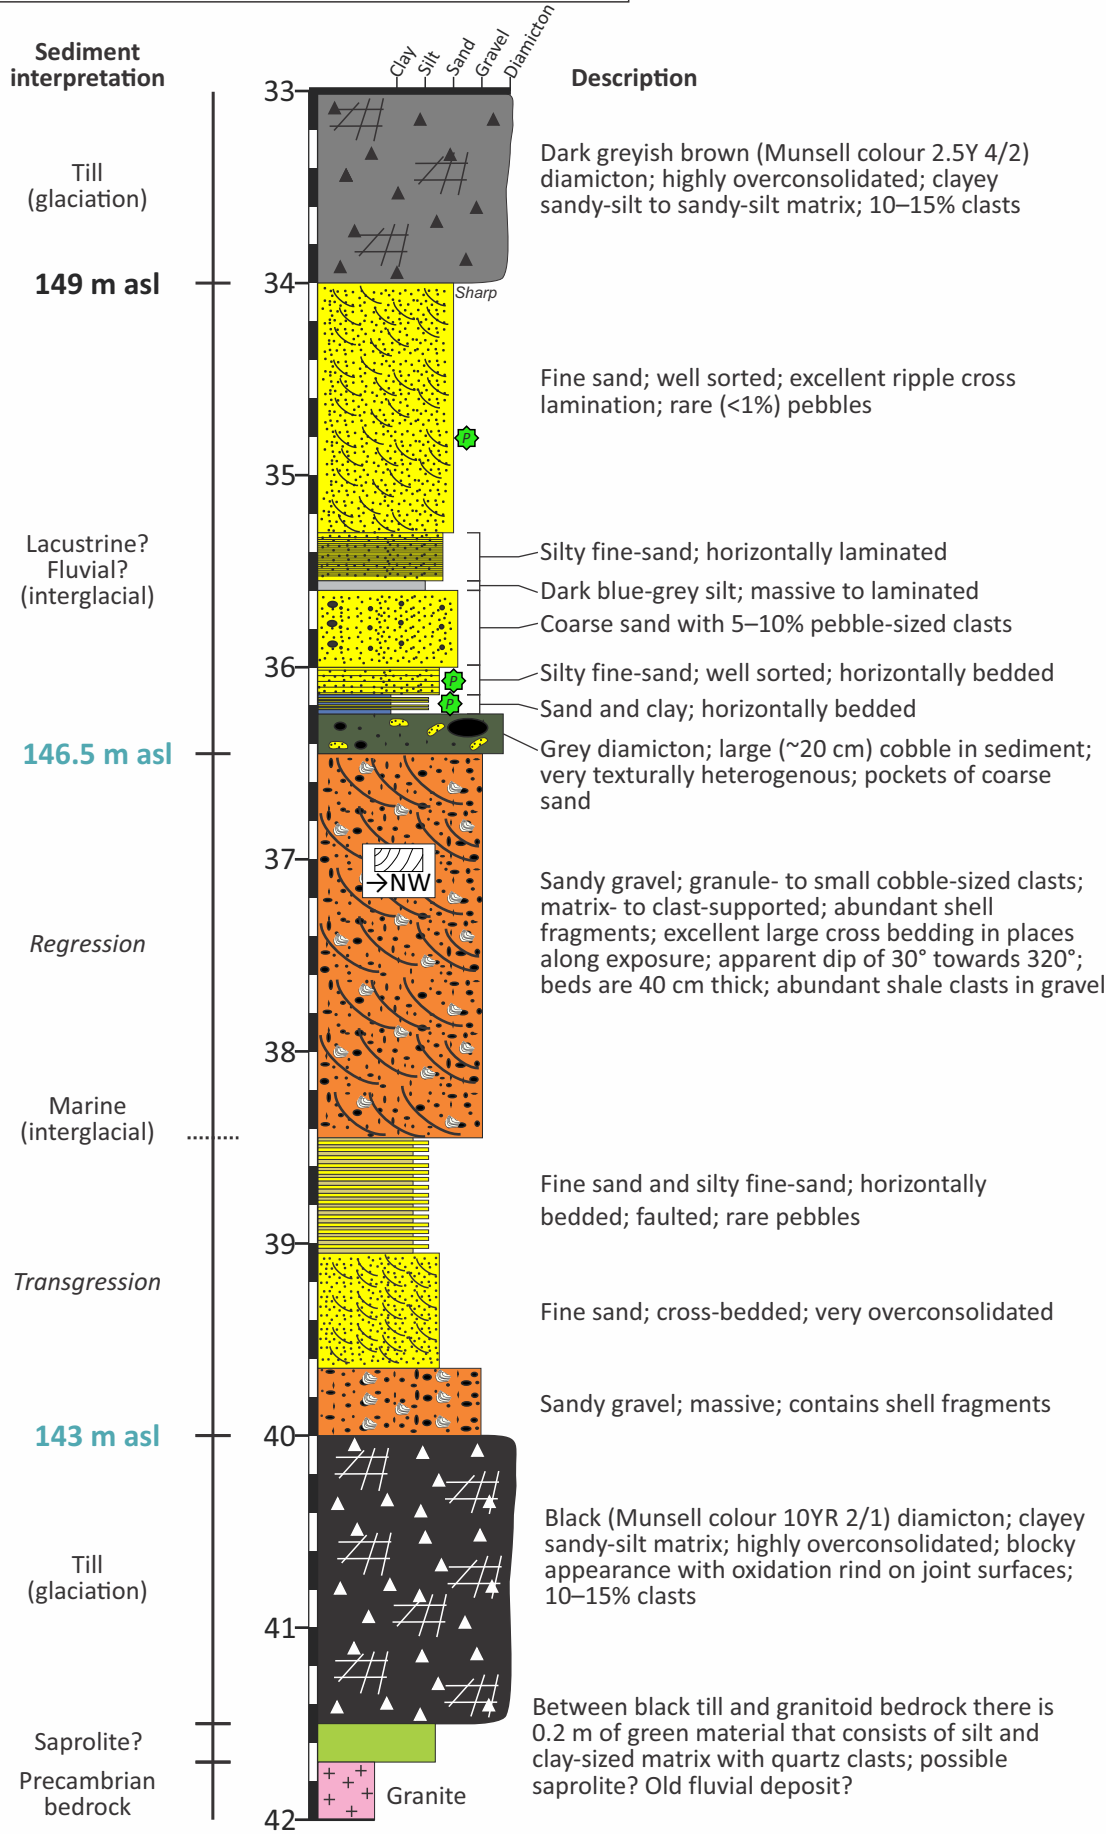 Sediment
interpretation
Clay
Silt
Sand
Gravel
Diamicton
Description
33
Till
(glaciation)
Dark greyish brown (Munsell colour 2.5Y 4/2)
diamicton; highly overconsolidated; clayey
sandy-silt to sandy-silt matrix; 10–15% clasts
149 m asl
34
Sharp
Fine sand; well sorted; excellent ripple cross
lamination; rare (<1%) pebbles
P
35
Lacustrine?
Fluvial?
(interglacial)
Silty fine-sand; horizontally laminated
Dark blue-grey silt; massive to laminated
Coarse sand with 5–10% pebble-sized clasts
36
P
Silty fine-sand; well sorted; horizontally bedded
P
Sand and clay; horizontally bedded
146.5 m asl
Grey diamicton; large (~20 cm) cobble in sediment;
very texturally heterogenous; pockets of coarse
sand
37
→NW
Regression
Sandy gravel; granule- to small cobble-sized clasts;
matrix- to clast-supported; abundant shell
fragments; excellent large cross bedding in places
along exposure; apparent dip of 30° towards 320°;
beds are 40 cm thick; abundant shale clasts in gravel
38
Marine
(interglacial)
Fine sand and silty fine-sand; horizontally
bedded; faulted; rare pebbles
39
Transgression
Fine sand; cross-bedded; very overconsolidated
Sandy gravel; massive; contains shell fragments
143 m asl
40
Till
(glaciation)
Black (Munsell colour 10YR 2/1) diamicton; clayey
sandy-silt matrix; highly overconsolidated; blocky
appearance with oxidation rind on joint surfaces;
10–15% clasts
41
Saprolite?
Between black till and granitoid bedrock there is
0.2 m of green material that consists of silt and
clay-sized matrix with quartz clasts; possible
saprolite? Old fluvial deposit?
Precambrian
bedrock
Granite
42